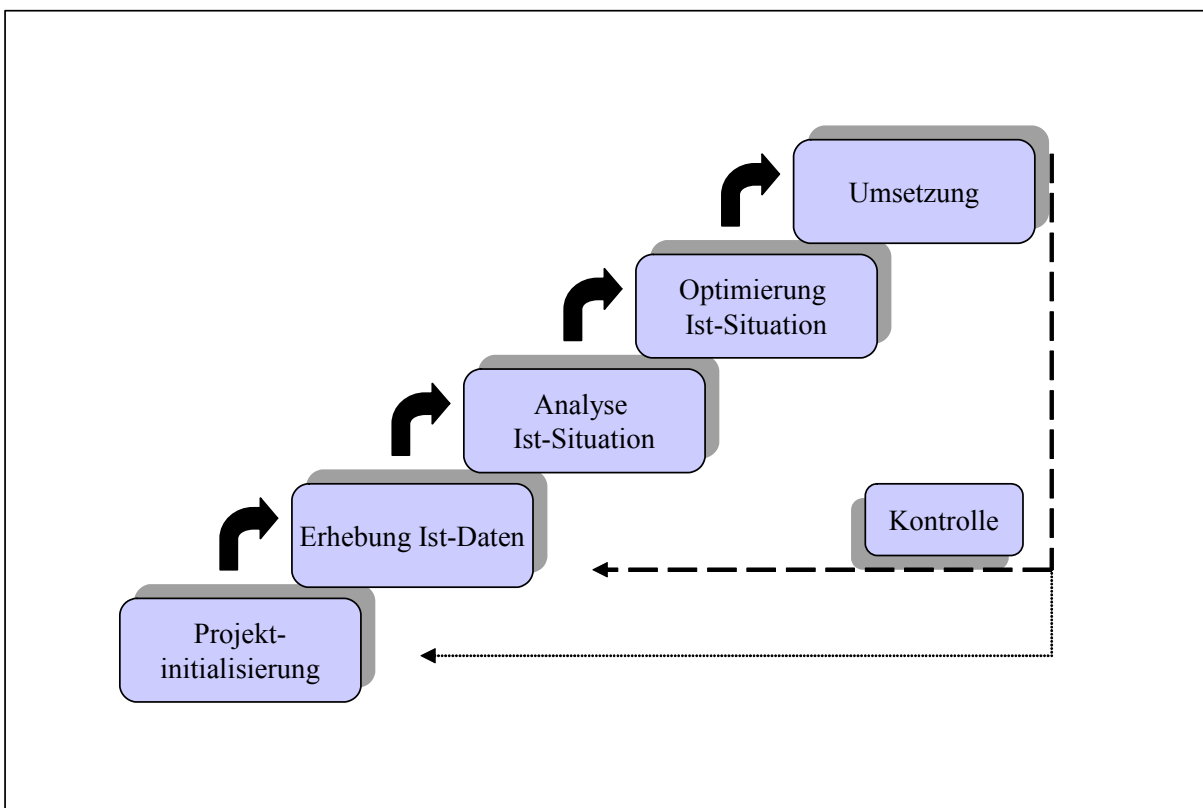 Umsetzung
Optimierung
Ist-Situation
Analyse
Ist-Situation
Kontrolle
Erhebung Ist-Daten
Projekt-
initialisierung